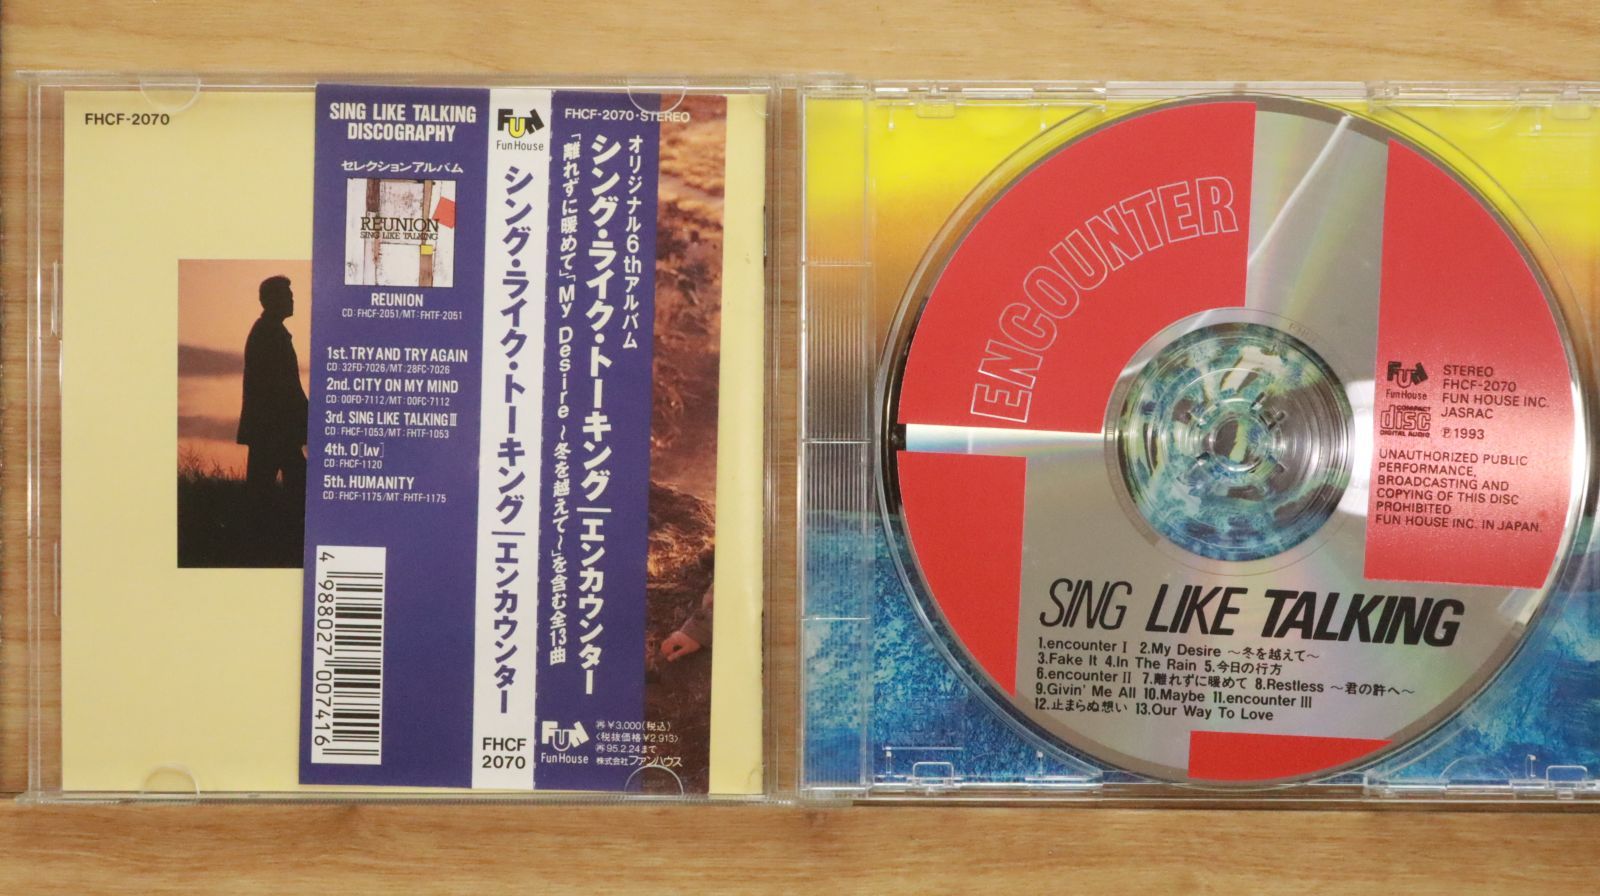 FHCF-2070
SING LIKE TALKING
DISCOGRAPHY
セレクションアルバム
REUNION
SING LIKE TALKING
REUNION
CD:FHCF-2051/MT:FHTF-2051
1st. TRY AND TRY AGAIN
CD:32FD-7026/MT:28FC-7026
2nd. CITY ON MY MIND
CD:00FD-7112/MT:00FC-7112
3rd. SING LIKE TALKING Ⅲ
CD:FHCF-1053/MT:FHTF-1053
4th. 0[lʌv]
CD:FHCF-1120
5th. HUMANITY
CD:FHCF-1175/MT:FHTF-1175
4 988027 007416
FUN
Fun House
シング・ライク・トーキング/エンカウンター
FHCF
2070
FHCF-2070・STEREO
オリジナル6thアルバム
シング・ライク・トーキング/エンカウンター
「離れずに暖めて」「My Desire ~冬を越えて~」を含む全13曲
FUN
Fun House
再¥3,000(税込)
〈税抜価格¥2,913〉
再95.2.24まで
株式会社ファンハウス
ENCOUNTER
FUN
Fun House
COMPACT
disc
DIGITAL AUDIO
STEREO
FHCF-2070
FUN HOUSE INC.
JASRAC
Ⓟ1993
UNAUTHORIZED PUBLIC
PERFORMANCE,
BROADCASTING AND
COPYING OF THIS DISC
PROHIBITED
FUN HOUSE INC. IN JAPAN.
SING LIKE TALKING
1.encounter Ⅰ 2.My Desire ~冬を越えて~
3.Fake It 4.In The Rain 5.今日の行方
6.encounter Ⅱ 7.離れずに暖めて 8.Restless ~君の許へ~
9.Givin' Me All 10.Maybe 11.encounter Ⅲ
12.止まらぬ想い 13.Our Way To Love